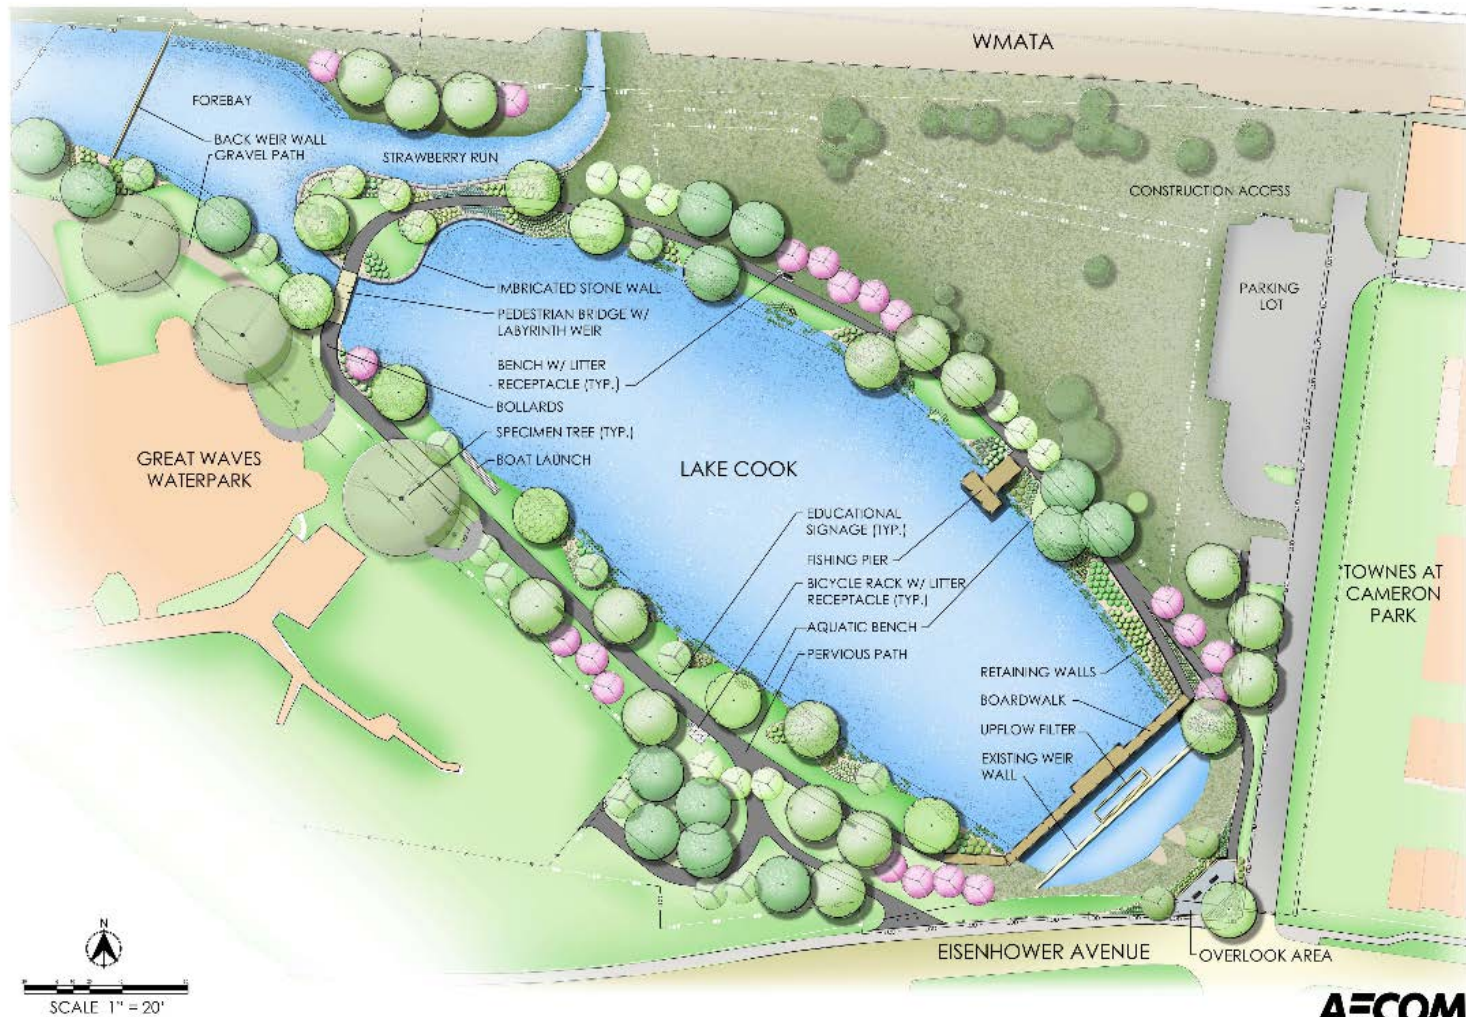 WMATA
FOREBAY
BACK WEIR WALL
GRAVEL PATH
STRAWBERRY RUN
CONSTRUCTION ACCESS
IMBRICATED STONE WALL
PARKING
LOT
PEDESTRIAN BRIDGE W/
LABYRINTH WEIR
BENCH W/ LITTER
RECEPTACLE (TYP.)
BOLLARDS
SPECIMEN TREE (TYP.)
BOAT LAUNCH
GREAT WAVES
WATERPARK
LAKE COOK
EDUCATIONAL
SIGNAGE (TYP.)
FISHING PIER
BICYCLE RACK W/ LITTER
RECEPTACLE (TYP.)
AQUATIC BENCH
PERVIOUS PATH
TOWNES AT
CAMERON
PARK
RETAINING WALLS
BOARDWALK
UPFLOW FILTER
EXISTING WEIR
WALL
EISENHOWER AVENUE
OVERLOOK AREA
N
SCALE 1" = 20'
AECOM